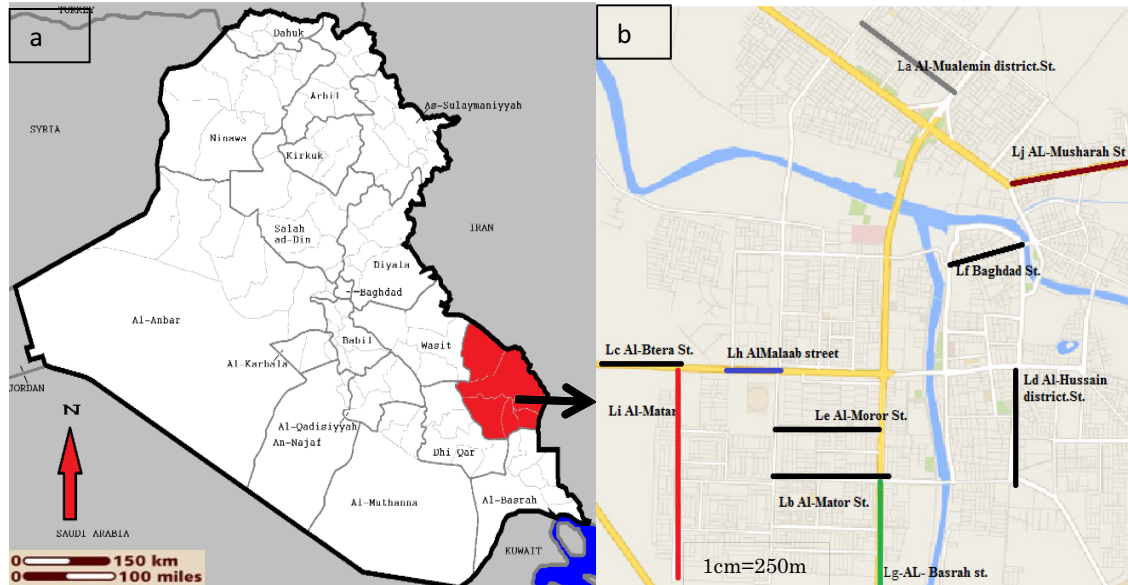 a
TURKEY
Dahuk
Arbil
As-Sulaymaniyyah
SYRIA
Ninawa
Kirkuk
Salah
ad-Din
IRAN
Diyala
Baghdad
Al-Anbar
Wasit
Babil
Al-Karbala
JORDAN
N
Al-Qadisiyyah
An-Najaf
Dhi Qar
Al-Muthanna
Al-Basrah
SAUDI ARABIA
KUWAIT
0 150 km
0 100 miles
b
La Al-Mualemin district.St.
Lj AL-Musharah St
Lf Baghdad St.
Lc Al-Btera St.
Lh AlMalaab street
Ld Al-Hussain
district.St.
Li Al-Matar
Le Al-Moror St.
Lb Al-Mator St.
1cm=250m
Lg-AL- Basrah st.